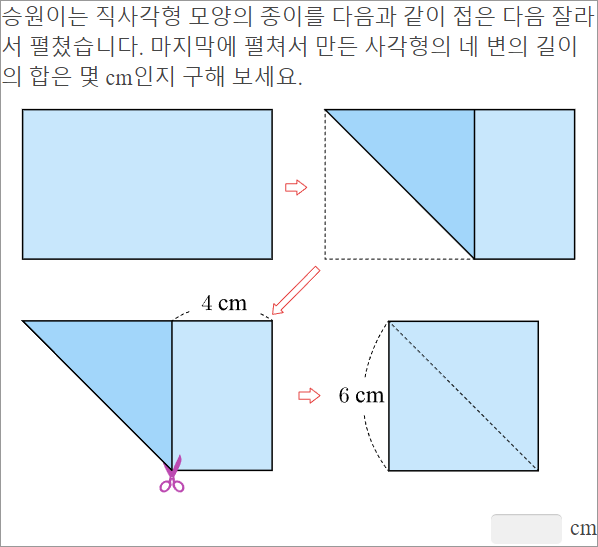 승원이는 직사각형 모양의 종이를 다음과 같이 접은 다음 잘라
서 펼쳤습니다. 마지막에 펼쳐서 만든 사각형의 네 변의 길이
의 합은 몇 cm인지 구해 보세요.
4 cm
6 cm
cm